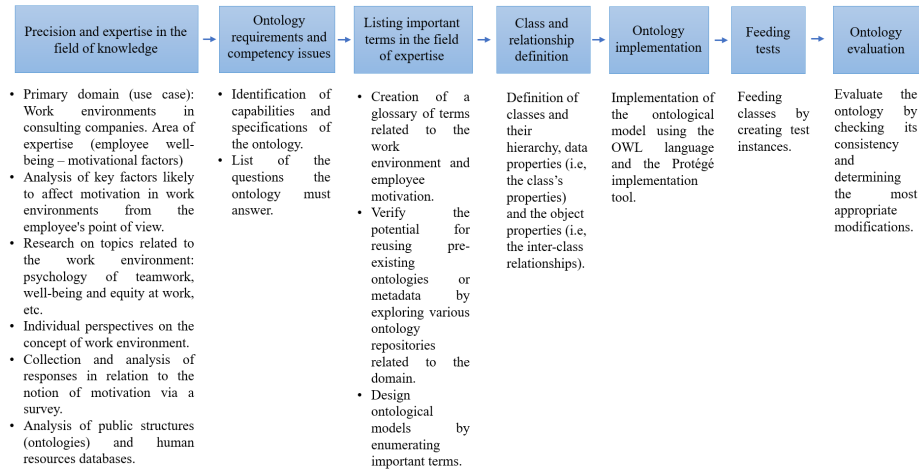 Precision and expertise in the
field of knowledge
Ontology
requirements and
competency issues
Listing important
terms in the field
of expertise
Class and
relationship
definition
Ontology
implementation
Feeding
tests
Ontology
evaluation
• Primary domain (use case):
Work environments in
consulting companies. Area of
expertise (employee well-
being – motivational factors)
• Analysis of key factors likely
to affect motivation in work
environments from the
employee's point of view.
• Research on topics related to
the work environment:
psychology of teamwork,
well-being and equity at work,
etc.
• Individual perspectives on the
concept of work environment.
• Collection and analysis of
responses in relation to the
notion of motivation via a
survey.
• Analysis of public structures
(ontologies) and human
resources databases.
• Identification of
capabilities and
specifications of
the ontology.
• List of the
questions the
ontology must
answer.
• Creation of a
glossary of terms
related to the
work
environment and
employee
motivation.
• Verify the
potential for
reusing pre-
existing
ontologies or
metadata by
exploring various
ontology
repositories
related to the
domain.
• Design
ontological
models by
enumerating
important terms.
Definition of
classes and
their
hierarchy, data
properties (i.e,
the class’s
properties)
and the object
properties (i.e,
the inter-class
relationships).
Implementation of
the ontological
model using the
OWL language
and the Protégé
implementation
tool.
Feeding
classes by
creating test
instances.
Evaluate the
ontology by
checking its
consistency
and
determining
the most
appropriate
modifications.